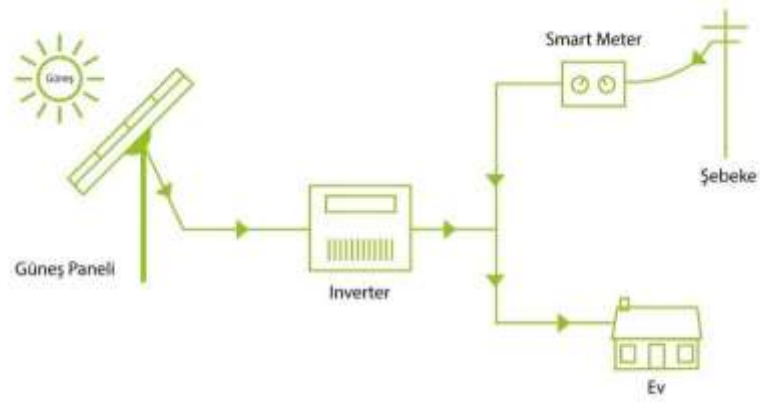 Güneş
Smart Meter
Şebeke
Güneş Paneli
Inverter
Ev